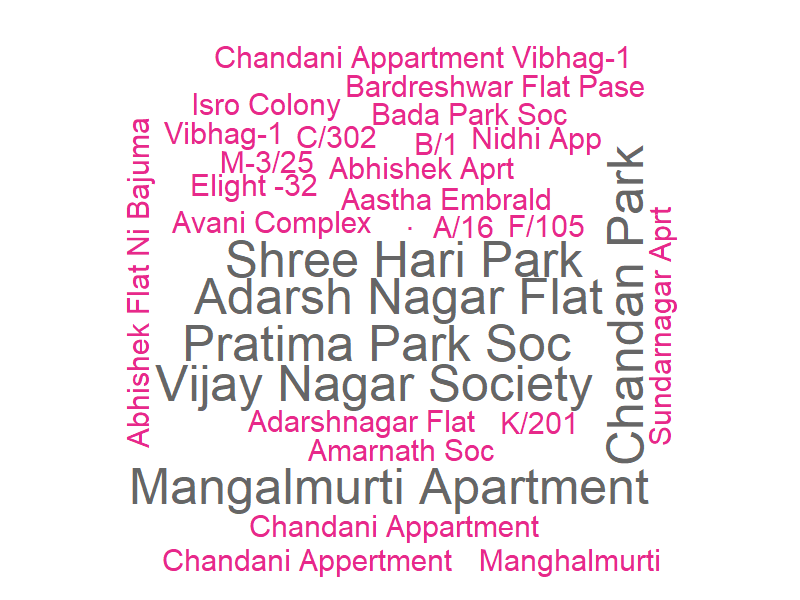 Chandani Appartment Vibhag-1
Bardreshwar Flat Pase
Isro Colony
Bada Park Soc
Vibhag-1
C/302
B/1
Nidhi App
M-3/25
Abhishek Aprt
Elight -32
Aastha Embrald
Avani Complex
.
A/16
F/105
Shree Hari Park
Adarsh Nagar Flat
Pratima Park Soc
Vijay Nagar Society
Abhishek Flat Ni Bajuma
Chandan Park
Sundarnagar Aprt
Adarshnagar Flat
K/201
Amarnath Soc
Mangalmurti Apartment
Chandani Appartment
Chandani Appertment
Manghalmurti